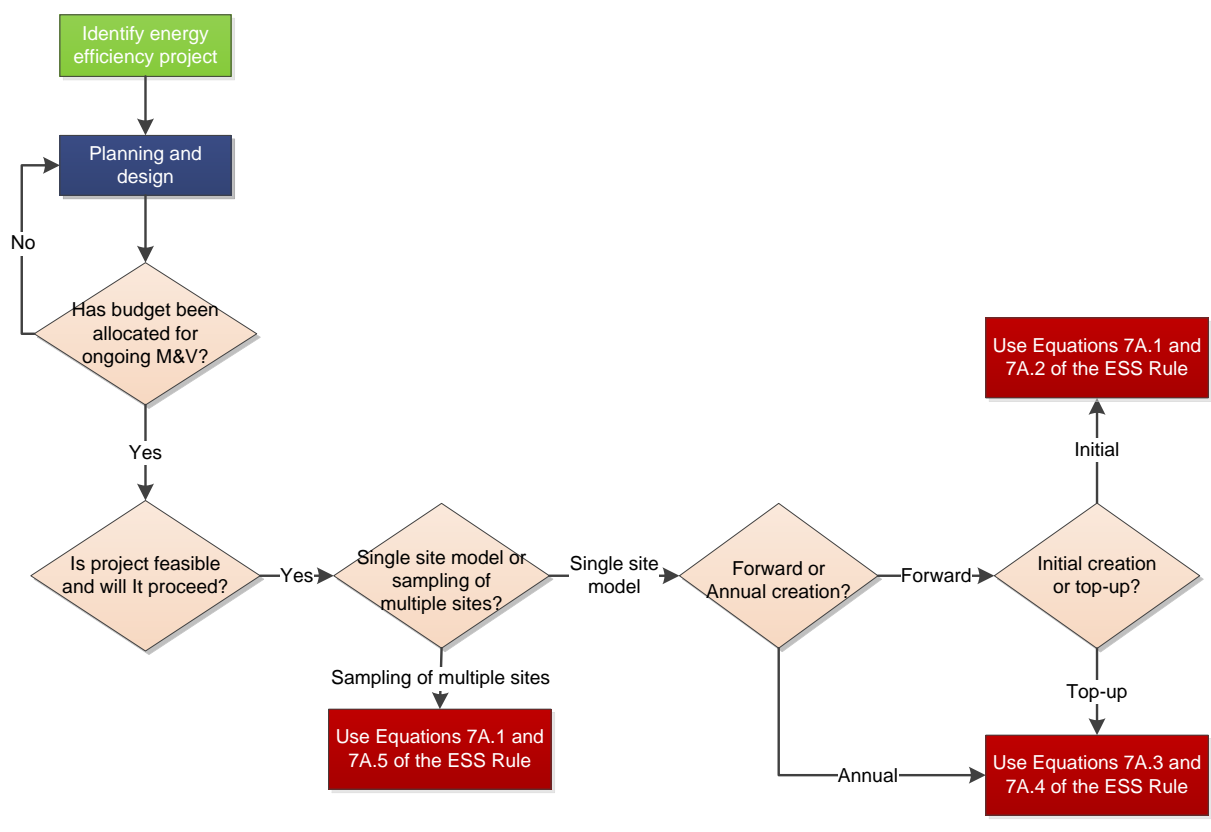 Identify energy
efficiency project
Planning and
design
No
Has budget been
allocated for
ongoing M&V?
Yes
Is project feasible
and will It proceed?
Yes
Single site model or
sampling of
multiple sites?
Sampling of multiple sites
Use Equations 7A.1 and
7A.5 of the ESS Rule
Single site
model
Forward or
Annual creation?
Forward
Annual
Initial creation
or top-up?
Initial
Use Equations 7A.1 and
7A.2 of the ESS Rule
Top-up
Use Equations 7A.3 and
7A.4 of the ESS Rule